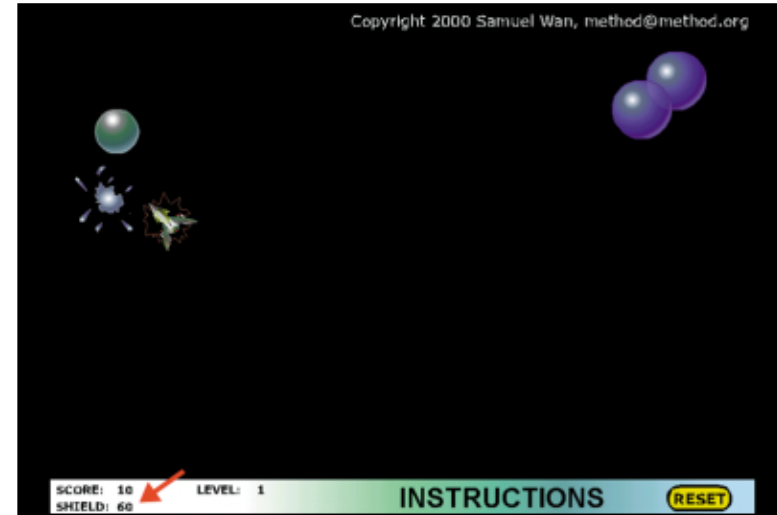 Copyright 2000 Samuel Wan, method@method.org
SCORE: 10 LEVEL: 1 INSTRUCTIONS RESET
SHIELD: 60